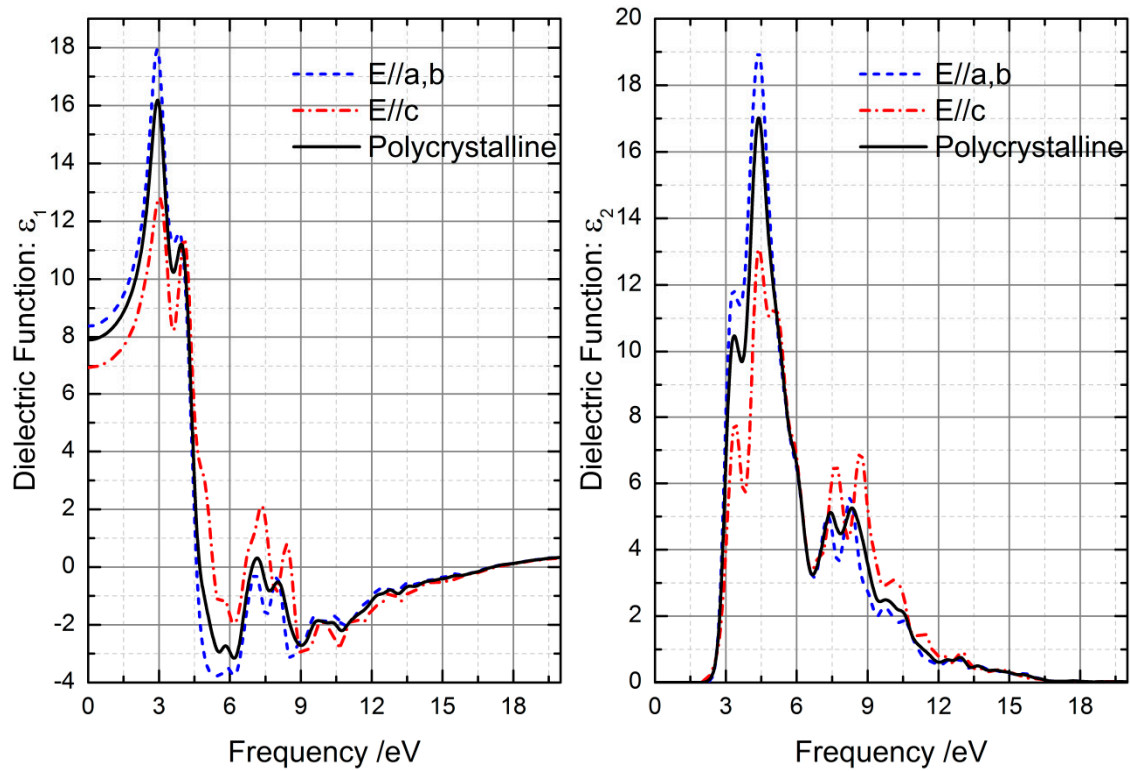 Dielectric Function: ε1
18
16
14
12
10
8
6
4
2
0
-2
-4
E//a,b
E//c
Polycrystalline
0 3 6 9 12 15 18
Frequency /eV
Dielectric Function: ε2
20
18
16
14
12
10
8
6
4
2
0
E//a,b
E//c
Polycrystalline
0 3 6 9 12 15 18
Frequency /eV